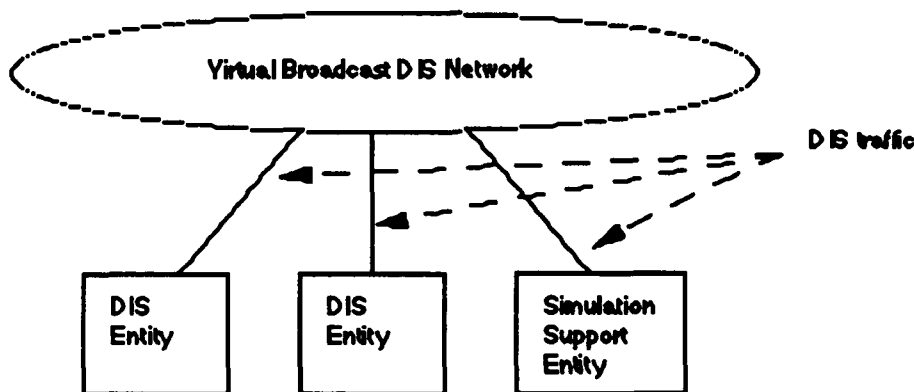 Virtual Broadcast DIS Network
DIS traffic
DIS
Entity
DIS
Entity
Simulation
Support
Entity